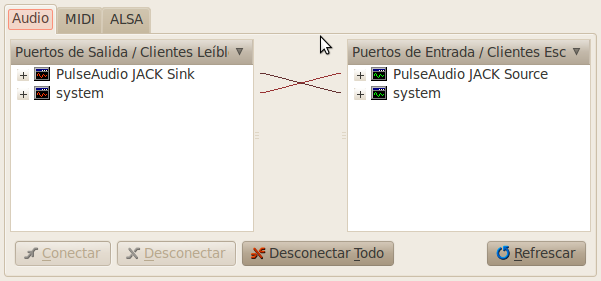 Audio MIDI ALSA
Puertos de Salida / Clientes Leíbl Puertos de Entrada / Clientes Esc
PulseAudio JACK Sink PulseAudio JACK Source
system system
Conectar Desconectar Desconectar Todo Refrescar